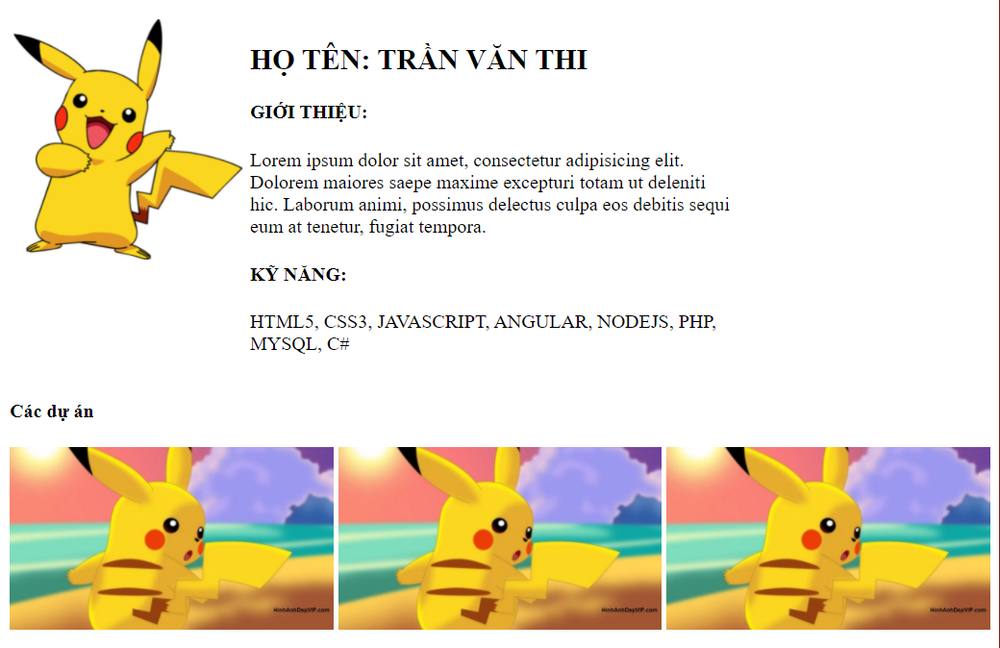 HỌ TÊN: TRẦN VĂN THI
GIỚI THIỆU:
Lorem ipsum dolor sit amet, consectetur adipisicing elit.
Dolorem maiores saepe maxime excepturi totam ut deleniti
hic. Laborum animi, possimus delectus culpa eos debitis sequi
eum at tenetur, fugiat tempora.
KỸ NĂNG:
HTML5, CSS3, JAVASCRIPT, ANGULAR, NODEJS, PHP,
MYSQL, C#
Các dự án
HinhAnhDepVIP.com
HinhAnhDepVIP.com
HinhAnhDepVIP.com